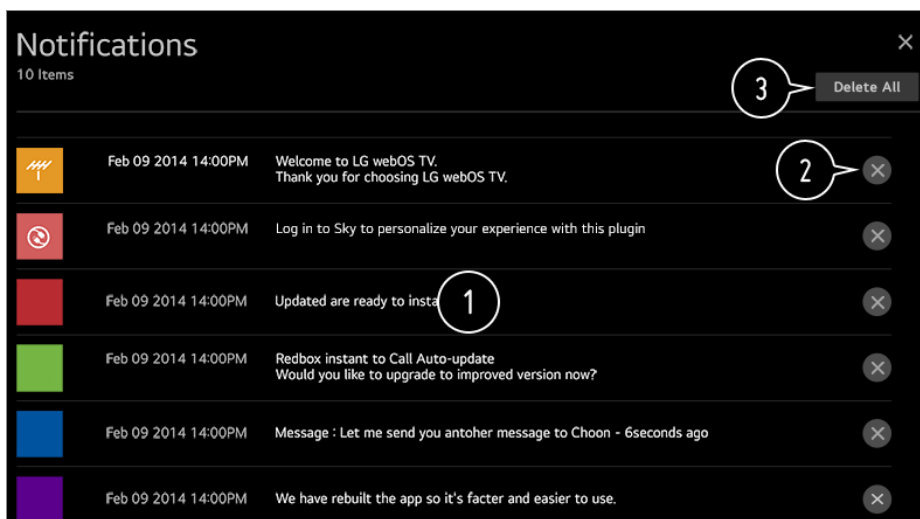 Notifications
10 Items
3
Delete All
Feb 09 2014 14:00PM
Welcome to LG webOS TV.
Thank you for choosing LG webOS TV.
2
Feb 09 2014 14:00PM
Log in to Sky to personalize your experience with this plugin
Feb 09 2014 14:00PM
Updated are ready to insta
1
Feb 09 2014 14:00PM
Redbox instant to Call Auto-update
Would you like to upgrade to improved version now?
Feb 09 2014 14:00PM
Message : Let me send you antoher message to Choon - 6seconds ago
Feb 09 2014 14:00PM
We have rebuilt the app so it's facter and easier to use.